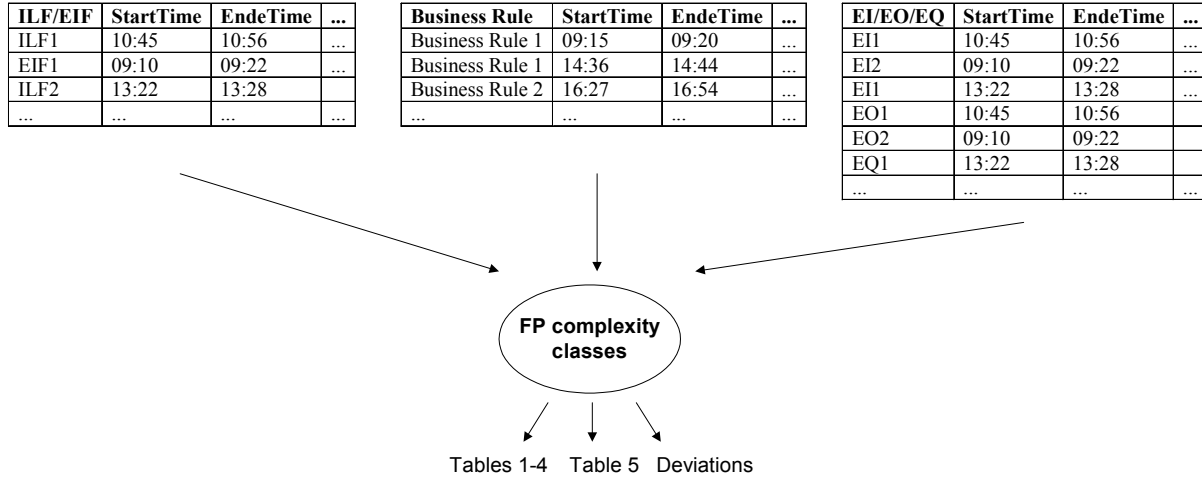 ILF/EIF StartTime EndeTime ...
ILF1 10:45 10:56 ...
EIF1 09:10 09:22 ...
ILF2 13:22 13:28 ...
... ... ... ...
Business Rule StartTime EndeTime ...
Business Rule 1 09:15 09:20 ...
Business Rule 1 14:36 14:44 ...
Business Rule 2 16:27 16:54 ...
... ... ... ...
EI/EO/EQ StartTime EndeTime ...
EI1 10:45 10:56 ...
EI2 09:10 09:22 ...
EI1 13:22 13:28 ...
EO1 10:45 10:56
EO2 09:10 09:22
EQ1 13:22 13:28
... ... ... ...
FP complexity
classes
Tables 1-4 Table 5 Deviations